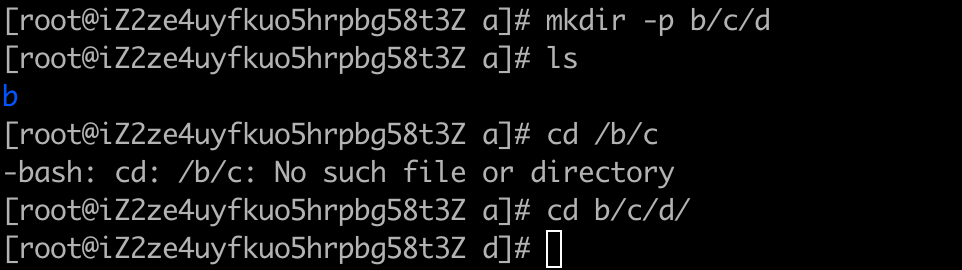 [root@iZ2ze4uyfkuo5hrpbg58t3Z a]# mkdir -p b/c/d
[root@iZ2ze4uyfkuo5hrpbg58t3Z a]# ls
b
[root@iZ2ze4uyfkuo5hrpbg58t3Z a]# cd /b/c
-bash: cd: /b/c: No such file or directory
[root@iZ2ze4uyfkuo5hrpbg58t3Z a]# cd b/c/d/
[root@iZ2ze4uyfkuo5hrpbg58t3Z d]#